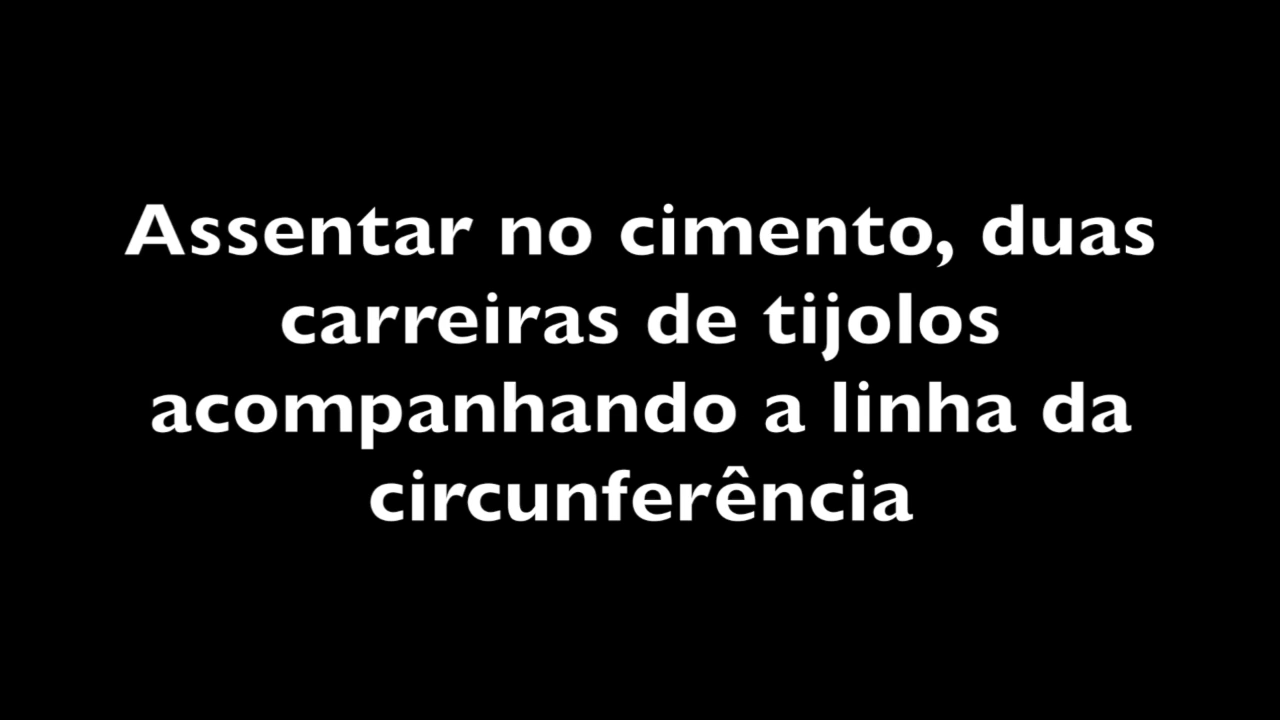 Assentar no cimento, duas
carreiras de tijolos
acompanhando a linha da
circunferência